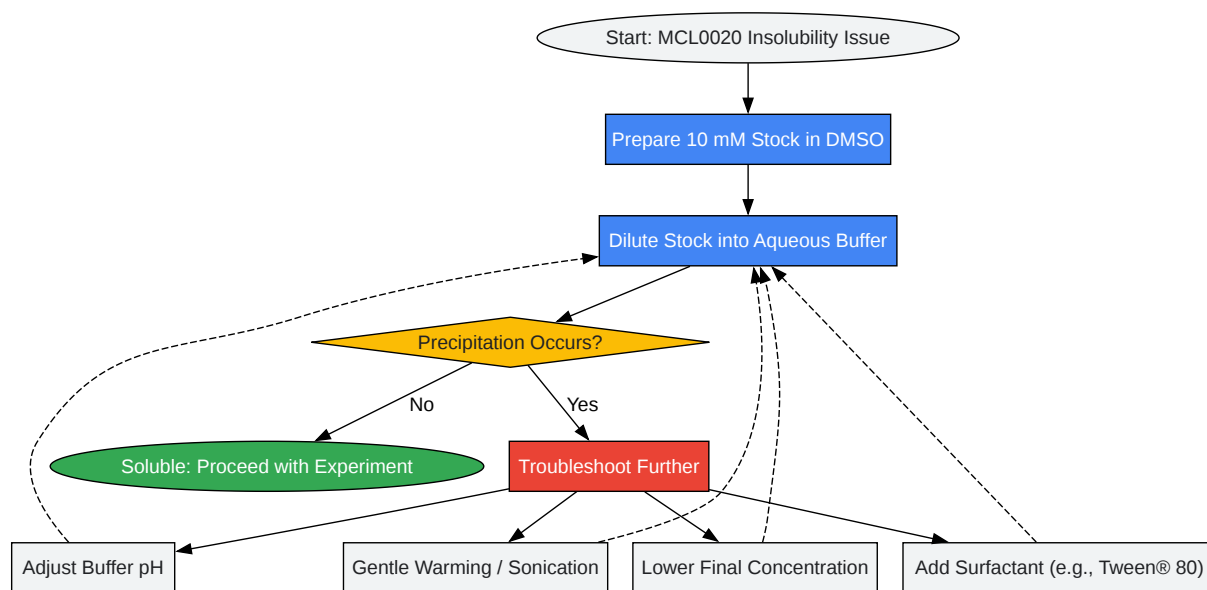 Start: MCL0020 Insolubility Issue
Prepare 10 mM Stock in DMSO
Dilute Stock into Aqueous Buffer
Precipitation Occurs?
No
Yes
Soluble: Proceed with Experiment
Troubleshoot Further
Adjust Buffer pH
Gentle Warming / Sonication
Lower Final Concentration
Add Surfactant (e.g., Tween® 80)